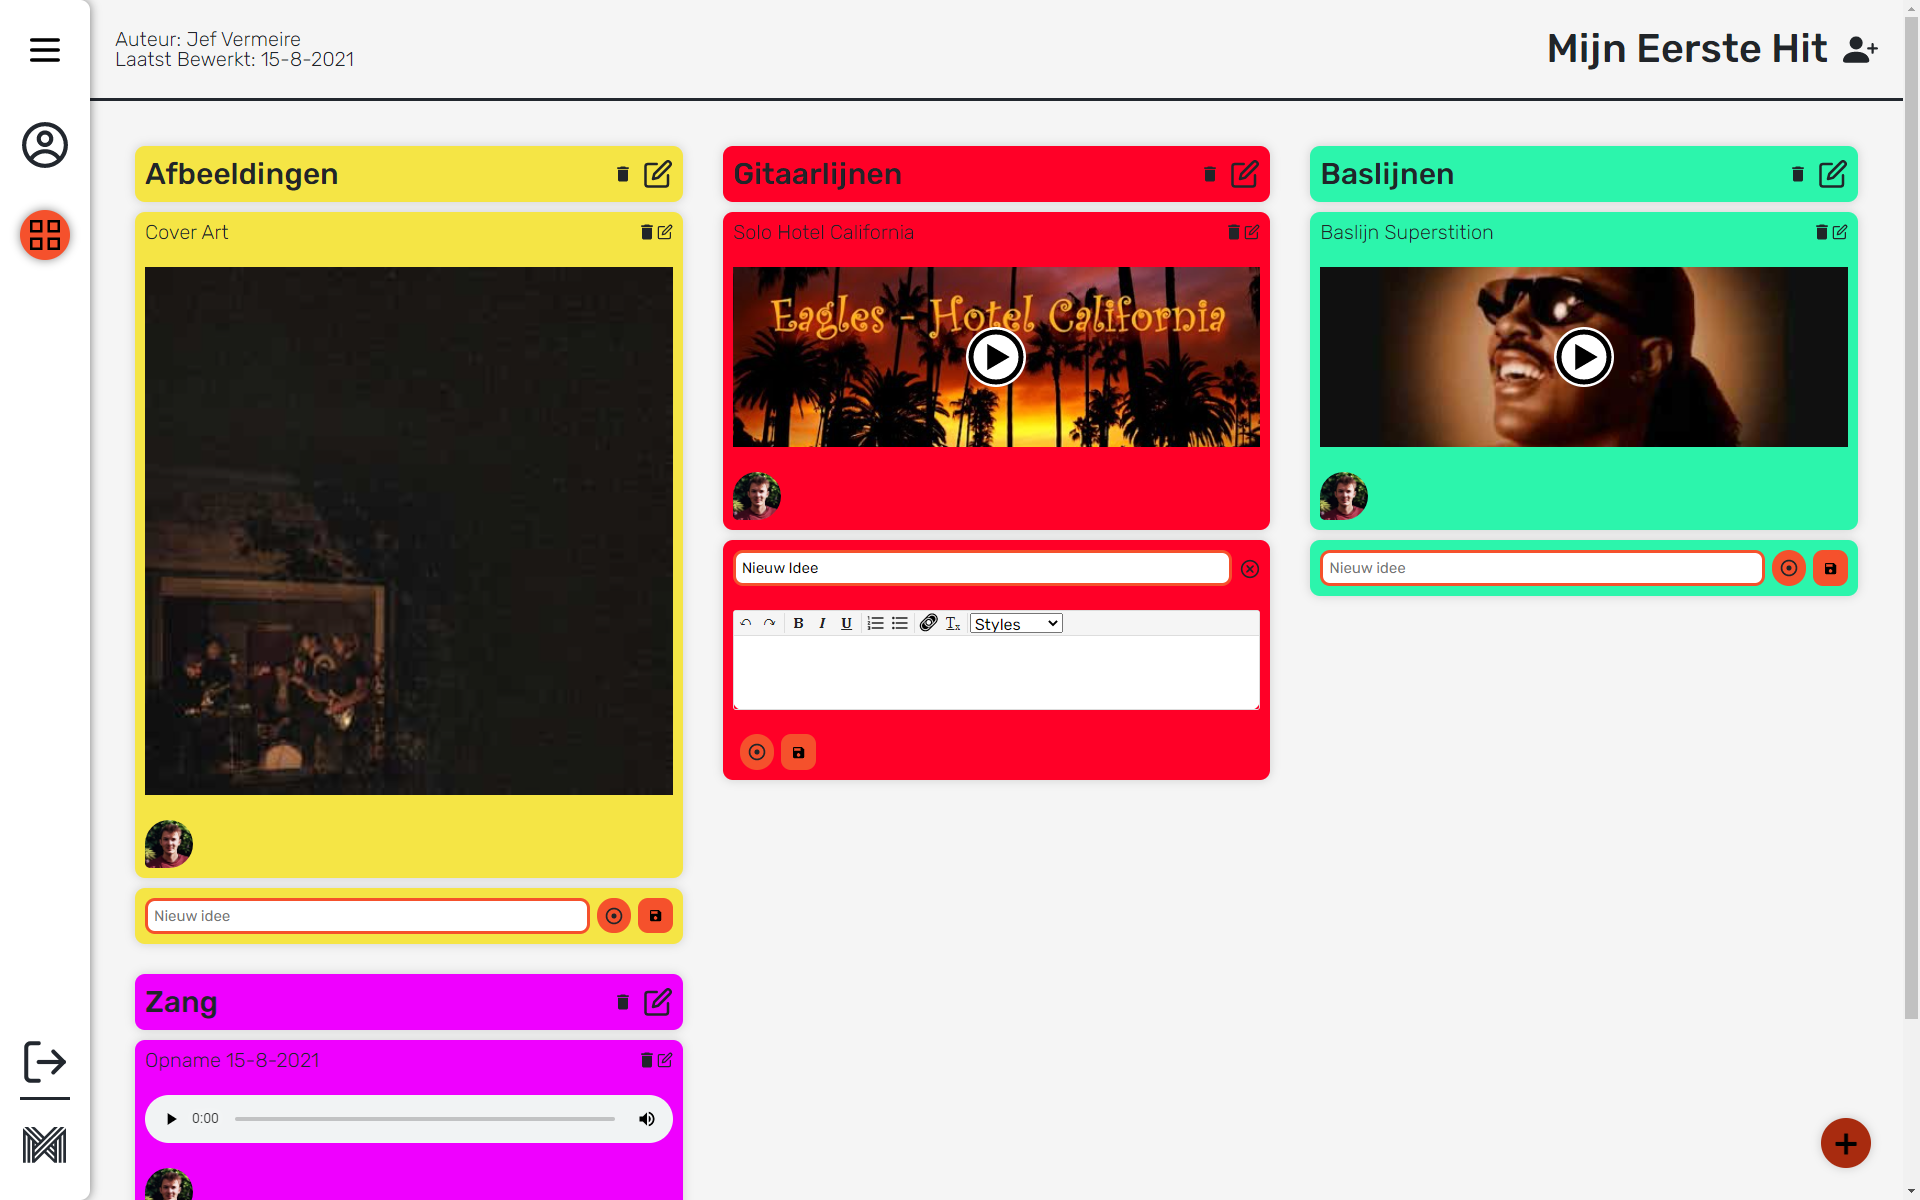 Auteur: Jef Vermeire
Laatst Bewerkt: 15-8-2021
Mijn Eerste Hit
Afbeeldingen
Cover Art
Nieuw idee
Zang
Opname 15-8-2021
0:00
Gitaarlijnen
Solo Hotel California
Eagles - Hotel California
Nieuw Idee
B I U
Styles
Baslijnen
Baslijn Superstition
Nieuw idee